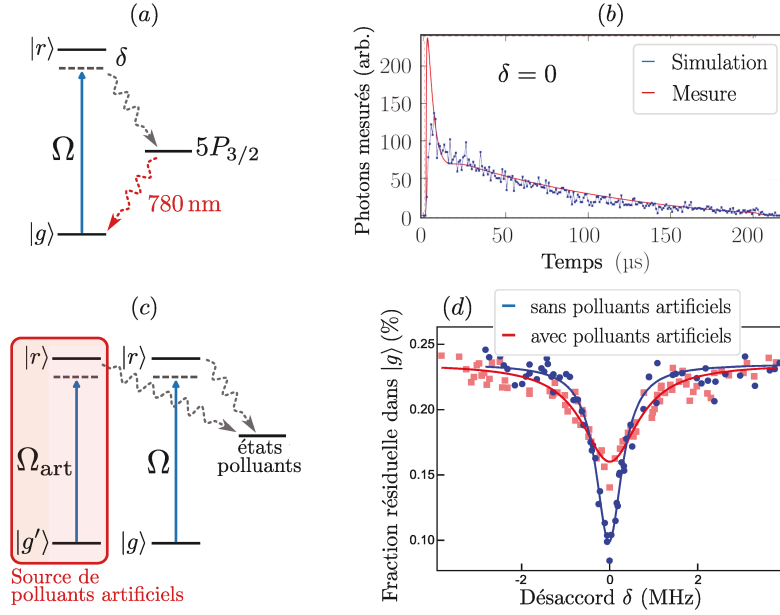 (a)
|r⟩
δ
Ω
5P3/2
780 nm
|g⟩
(b)
Photons mesurés (arb.)
200
150
100
50
0
δ = 0
Simulation
Mesure
0
50
100
150
200
Temps (µs)
(c)
|r⟩
|r⟩
Ωart
Ω
états
polluants
|g′⟩
|g⟩
Source de
polluants artificiels
(d)
sans polluants artificiels
avec polluants artificiels
Fraction résiduelle dans |g⟩ (%)
0.25
0.20
0.15
0.10
-2
0
2
Désaccord δ (MHz)